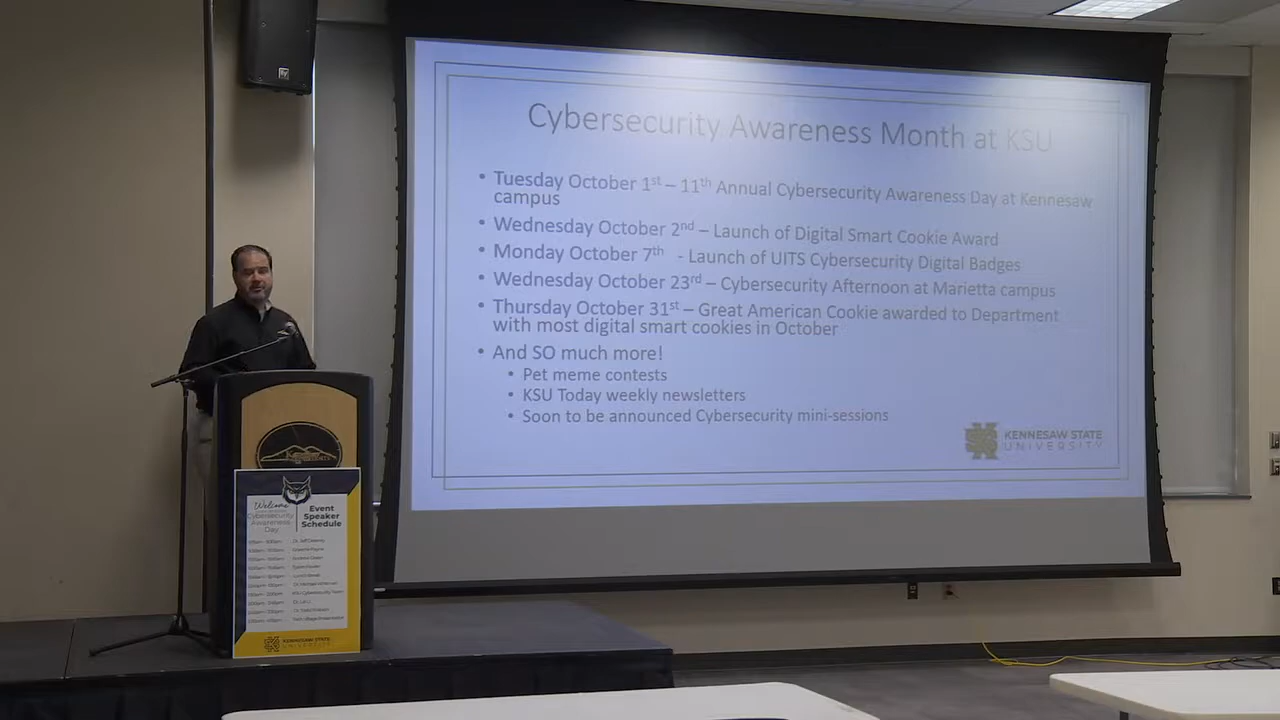 Cybersecurity Awareness Month at KSU
• Tuesday October 1st – 11th Annual Cybersecurity Awareness Day at Kennesaw
campus
• Wednesday October 2nd – Launch of Digital Smart Cookie Award
• Monday October 7th - Launch of UITS Cybersecurity Digital Badges
• Wednesday October 23rd – Cybersecurity Afternoon at Marietta campus
• Thursday October 31st – Great American Cookie awarded to Department
with most digital smart cookies in October
• And SO much more!
• Pet meme contests
• KSU Today weekly newsletters
• Soon to be announced Cybersecurity mini-sessions
KENNESAW STATE
UNIVERSITY
Welcome
Cybersecurity
Awareness
Day
Event
Speaker
Schedule
KENNESAW STATE
UNIVERSITY